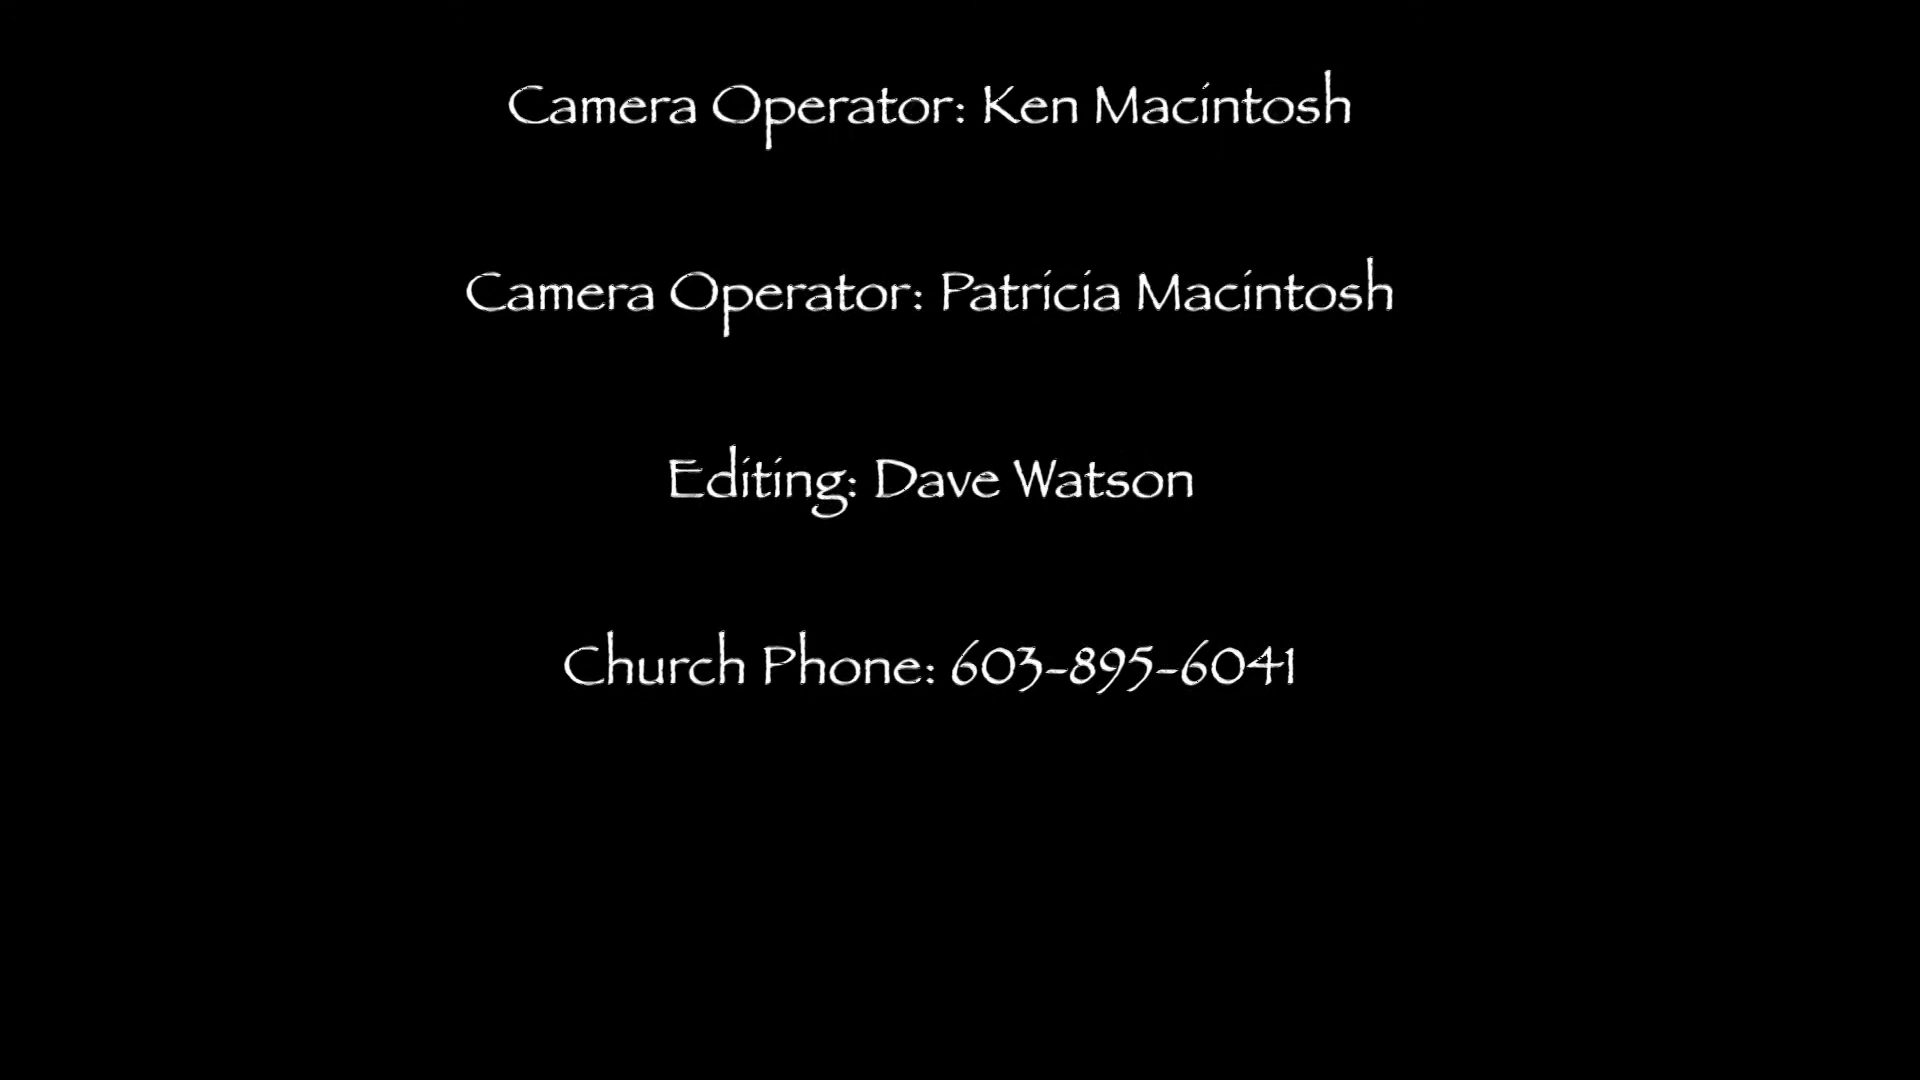 Camera Operator: Ken Macintosh
Camera Operator: Patricia Macintosh
Editing: Dave Watson
Church Phone: 603-895-6041